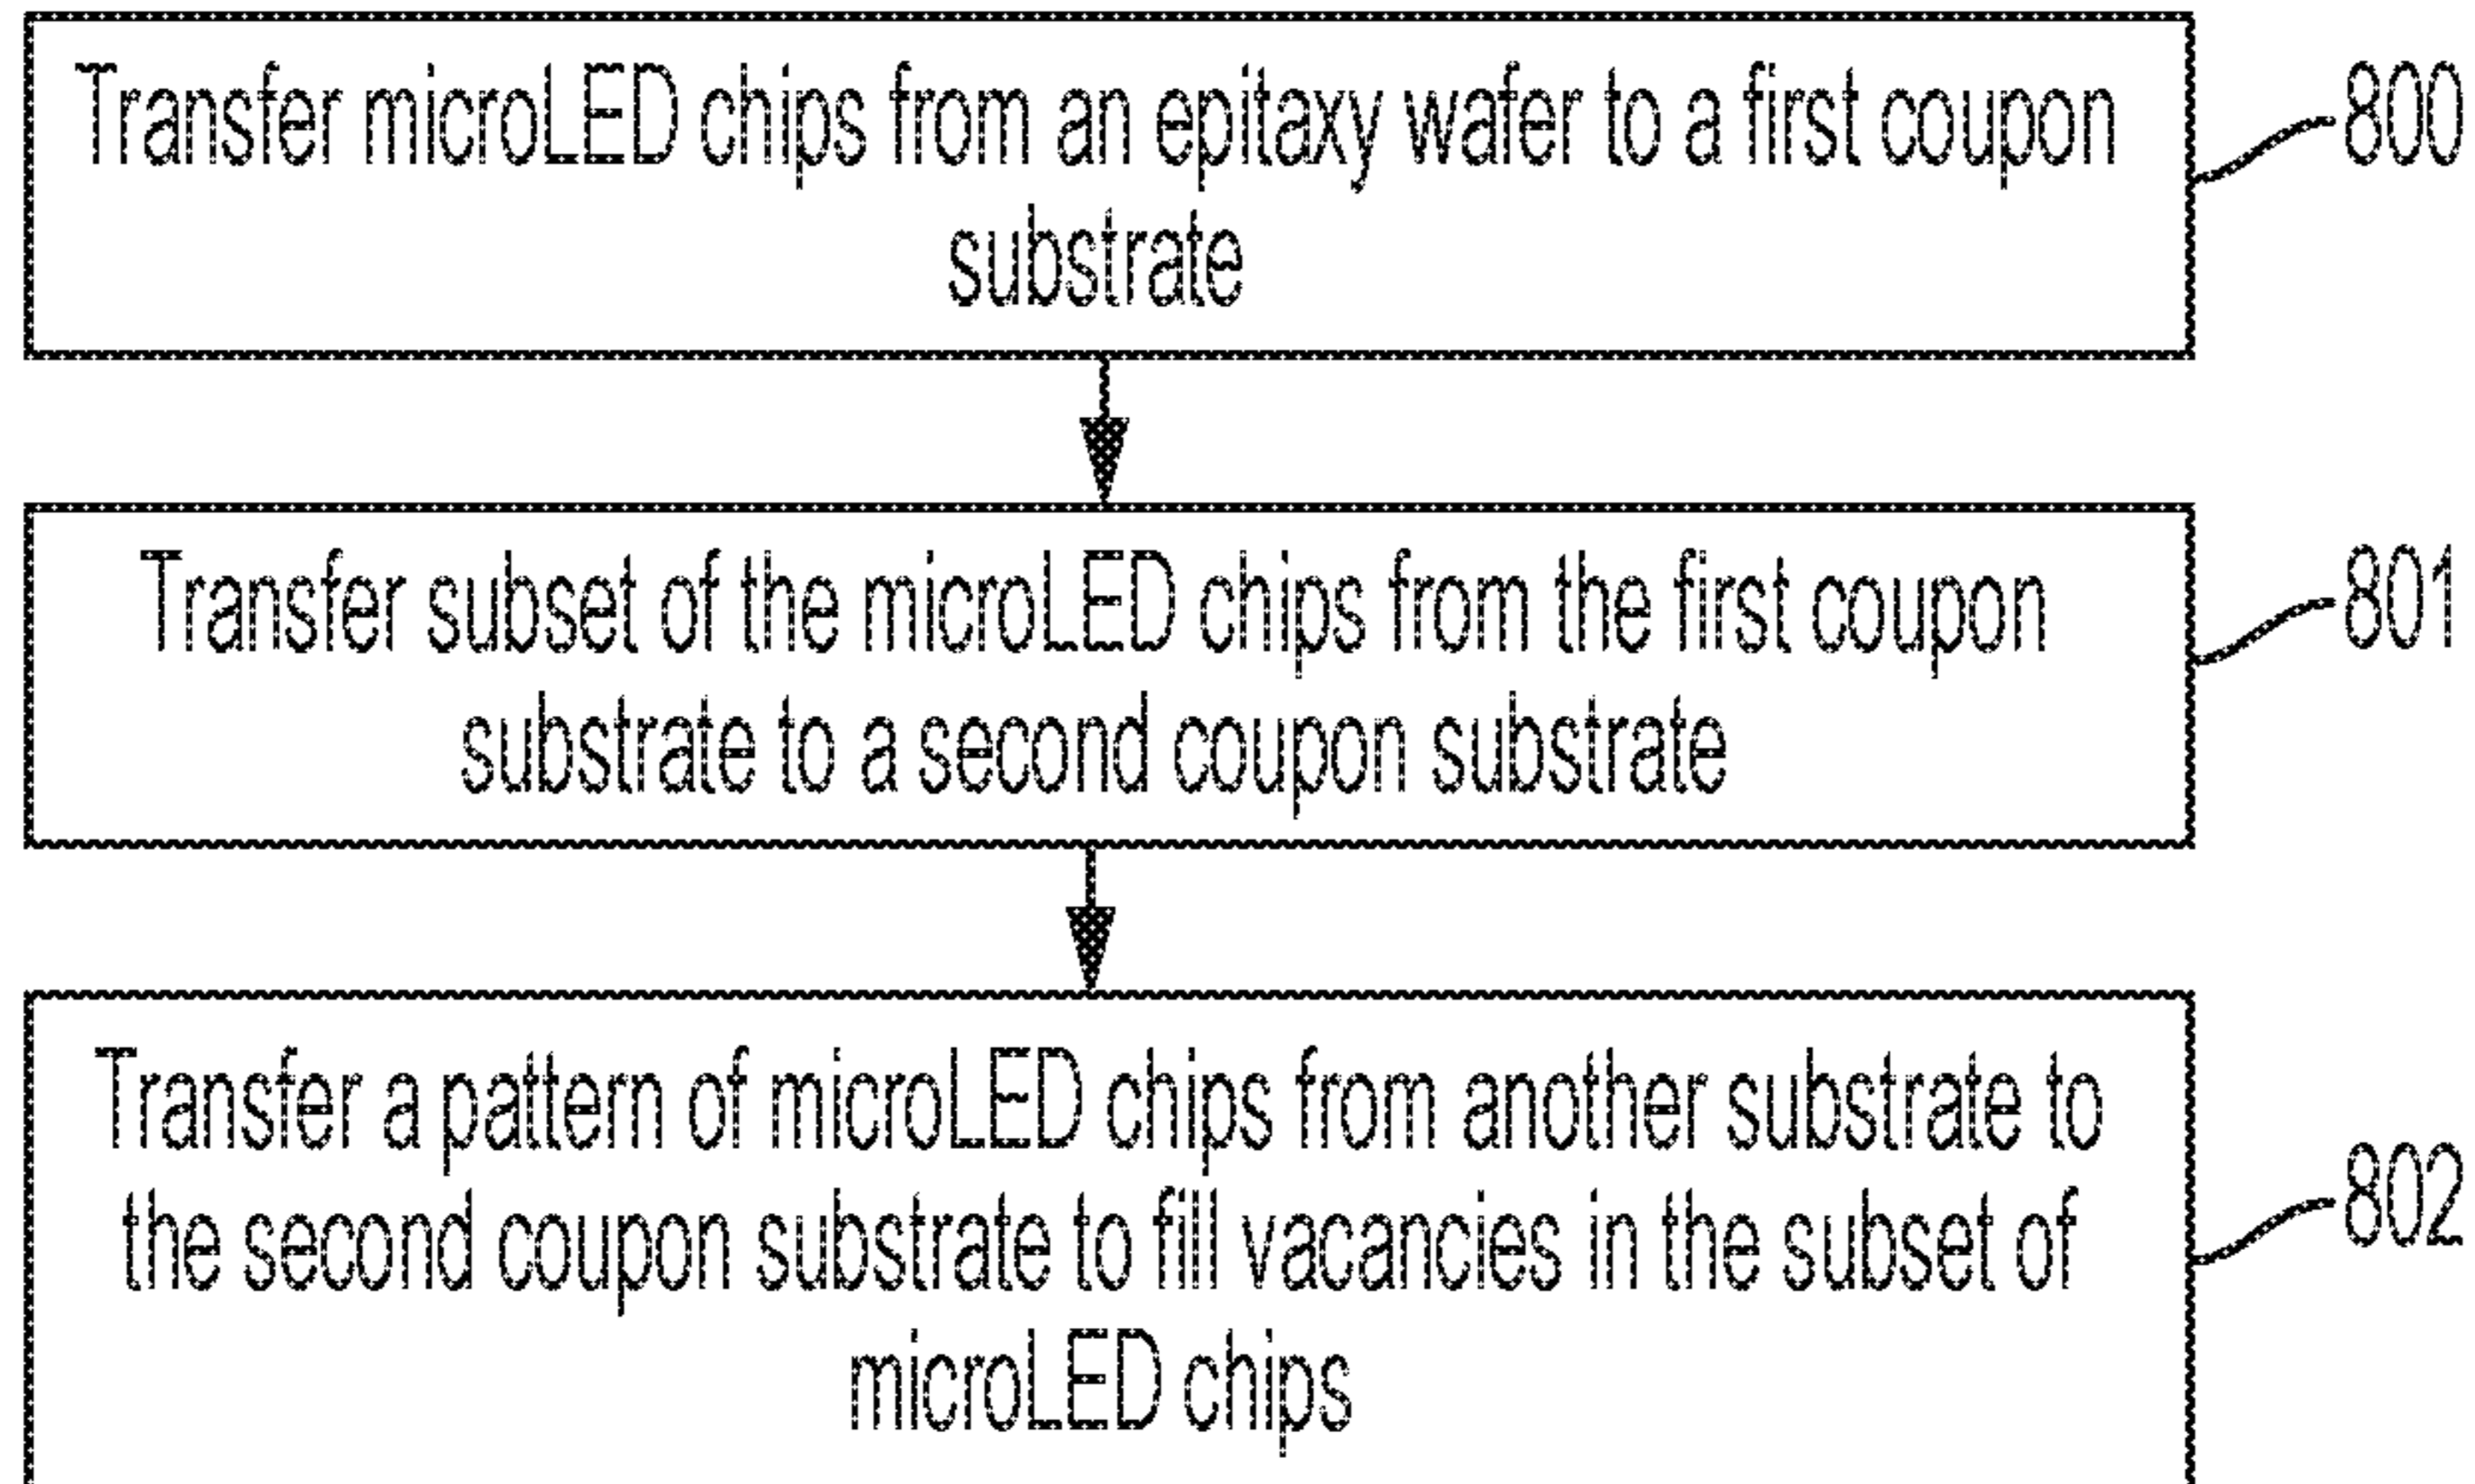 Transfer microLED chips from an epitaxy wafer to a first coupon
substrate
800
Transfer subset of the microLED chips from the first coupon
substrate to a second coupon substrate
801
Transfer a pattern of microLED chips from another substrate to
the second coupon substrate to fill vacancies in the subset of
microLED chips
802